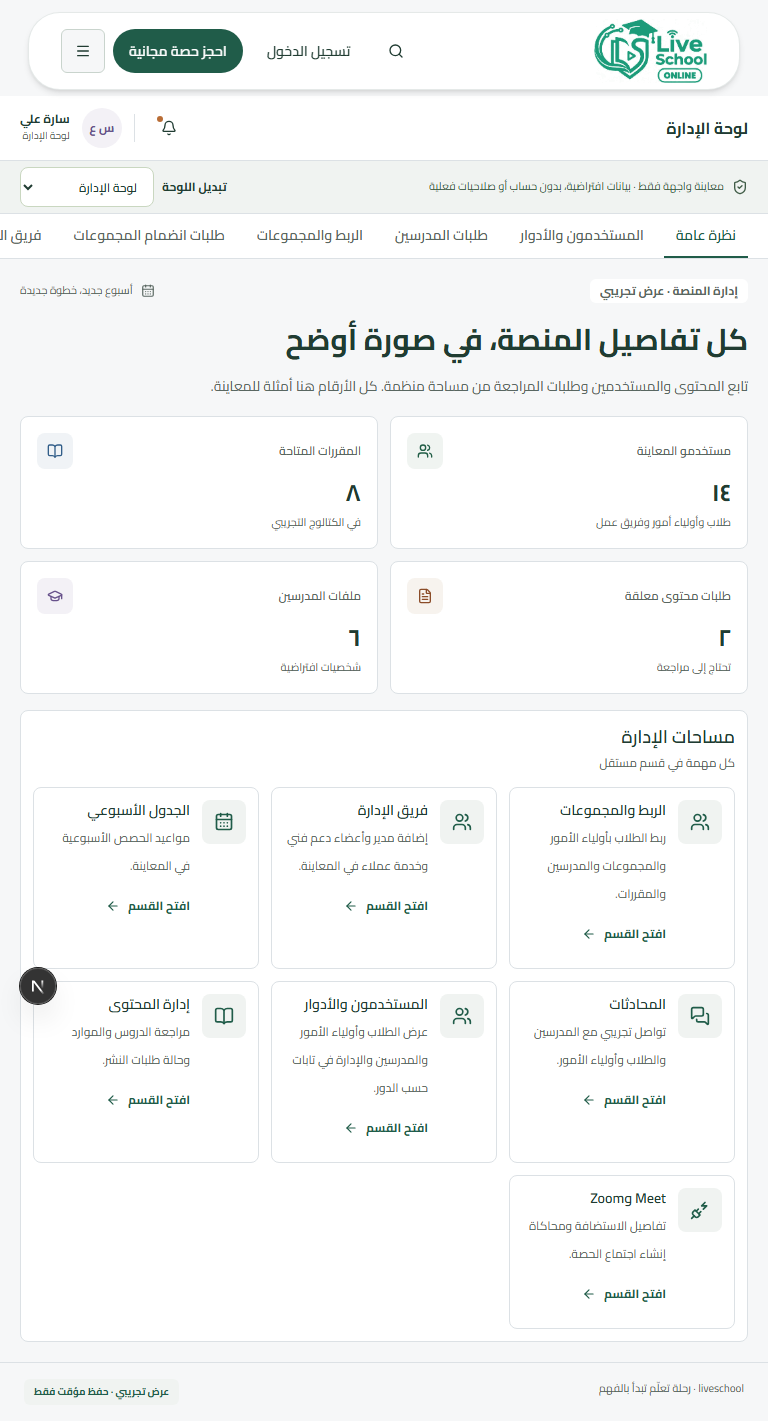 Live School
ONLINE
تسجيل الدخول
احجز حصة مجانية
لوحة الإدارة
س ع
سارة علي
لوحة الإدارة
معاينة واجهة فقط · بيانات افتراضية، بدون حساب أو صلاحيات فعلية
تبديل اللوحة
لوحة الإدارة
نظرة عامة
المستخدمون والأدوار
طلبات المدرسين
الربط والمجموعات
طلبات انضمام المجموعات
فريق ال
إدارة المنصة · عرض تجريبي
أسبوع جديد، خطوة جديدة
كل تفاصيل المنصة، في صورة أوضح
تابع المحتوى والمستخدمين وطلبات المراجعة من مساحة منظمة. كل الأرقام هنا أمثلة للمعاينة.
مستخدمو المعاينة
١٤
طلاب وأولياء أمور وفريق عمل
المقررات المتاحة
٨
في الكتالوج التجريبي
طلبات محتوى معلقة
٢
تحتاج إلى مراجعة
ملفات المدرسين
٦
شخصيات افتراضية
مساحات الإدارة
كل مهمة في قسم مستقل
الربط والمجموعات
ربط الطلاب بأولياء الأمور
والمجموعات والمدرسين
والمقررات.
افتح القسم
فريق الإدارة
إضافة مدير وأعضاء دعم فني
وخدمة عملاء في المعاينة.
افتح القسم
الجدول الأسبوعي
مواعيد الحصص الأسبوعية
في المعاينة.
افتح القسم
المحادثات
تواصل تجريبي مع المدرسين
والطلاب وأولياء الأمور.
افتح القسم
المستخدمون والأدوار
عرض الطلاب وأولياء الأمور
والمدرسين والإدارة في تابات
حسب الدور.
افتح القسم
إدارة المحتوى
مراجعة الدروس والموارد
وحالة طلبات النشر.
افتح القسم
Zoom و Meet
تفاصيل الاستضافة ومحاكاة
إنشاء اجتماع الحصة.
افتح القسم
N
liveschool · رحلة تعلّم تبدأ بالفهم
عرض تجريبي · حفظ مؤقت فقط